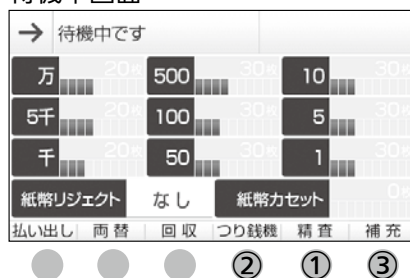 待機中画面
→ 待機中です
万 20枚 500 30枚 10 30枚
5千 20枚 100 30枚 5 30枚
千 20枚 50 30枚 1 30枚
紙幣リジェクト なし 紙幣カセット 0枚
払い出し 両替 回収 つり銭機 精査 補充
② ① ③